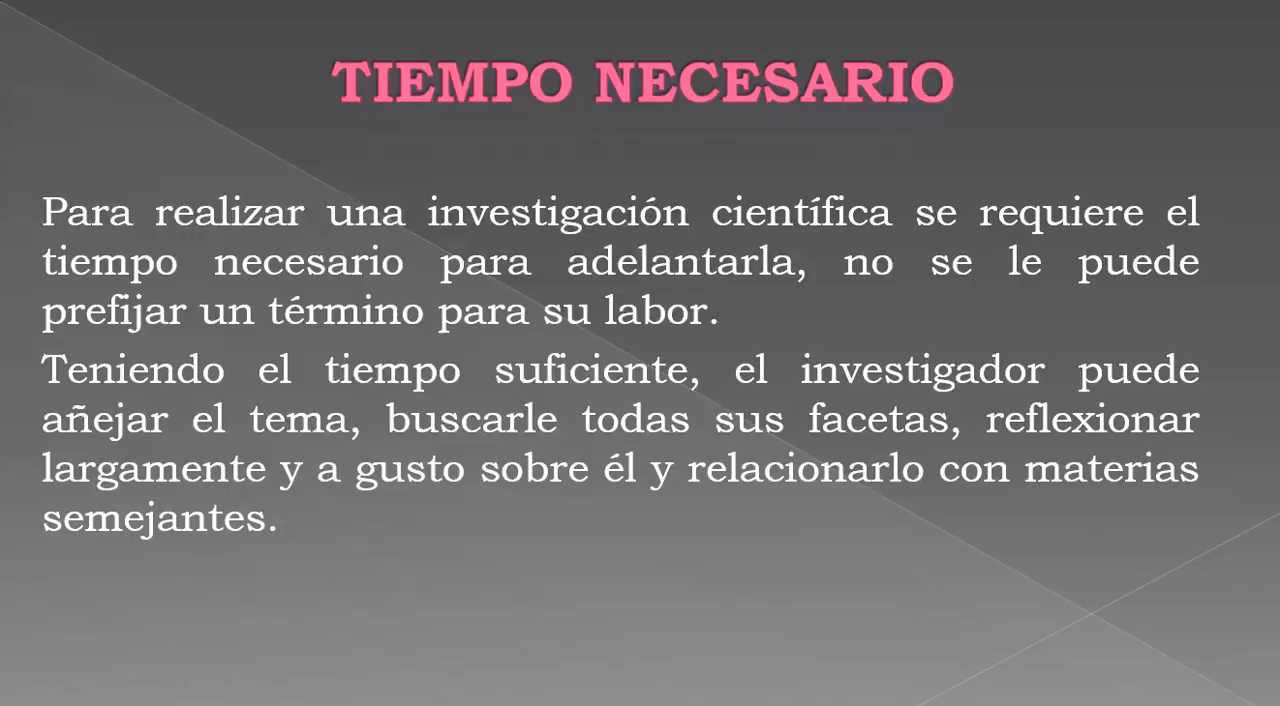 TIEMPO NECESARIO
Para realizar una investigación científica se requiere el
tiempo necesario para adelantarla, no se le puede
prefijar un término para su labor.
Teniendo el tiempo suficiente, el investigador puede
añejar el tema, buscarle todas sus facetas, reflexionar
largamente y a gusto sobre él y relacionarlo con materias
semejantes.